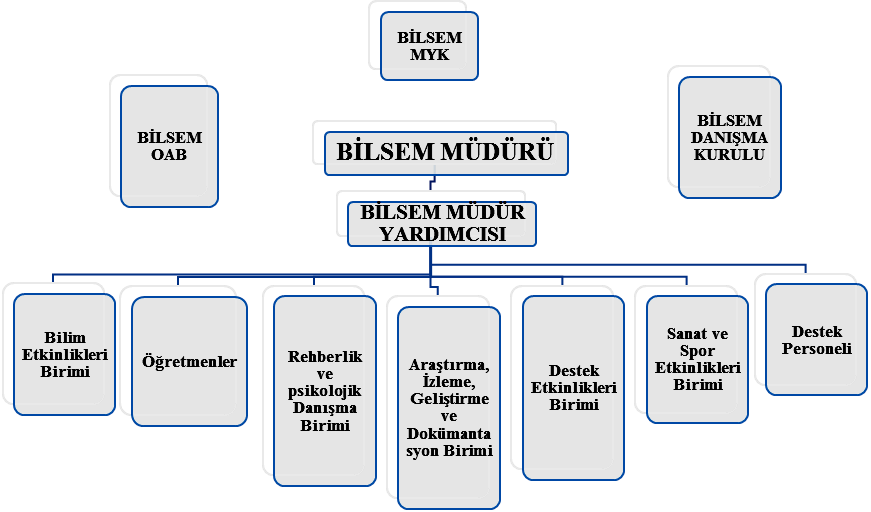 BİLSEM
MYK
BİLSEM
OAB
BİLSEM
DANIŞMA
KURULU
BİLSEM MÜDÜRÜ
BİLSEM MÜDÜR
YARDIMCISI
Bilim
Etkinlikleri
Birimi
Öğretmenler
Rehberlik
ve
psikolojik
Danışma
Birimi
Araştırma,
İzleme,
Geliştirme
ve
Dokümanta
syon Birimi
Destek
Etkinlikleri
Birimi
Sanat ve
Spor
Etkinlikleri
Birimi
Destek
Personeli